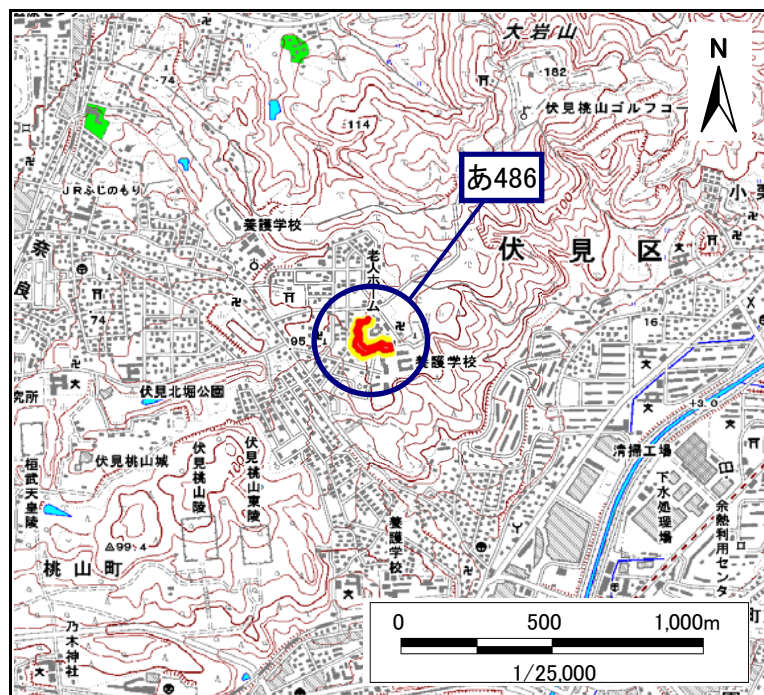 大岩山
N
74
182
伏見桃山ゴルフコー
114
あ486
JRふじのもり
小栗
養護学校
伏見区
老人ホーム
奈良
74
95
16
養護学校
伏見北堀公園
究所
+3.0
伏見桃山城
伏見桃山陵
伏見桃山東陵
清掃工場
桓武天皇陵
下水処理場
余熱利用センタ
養護学校
△99.4
桃山町
乃木神社
町
0 500 1,000m
1/25,000